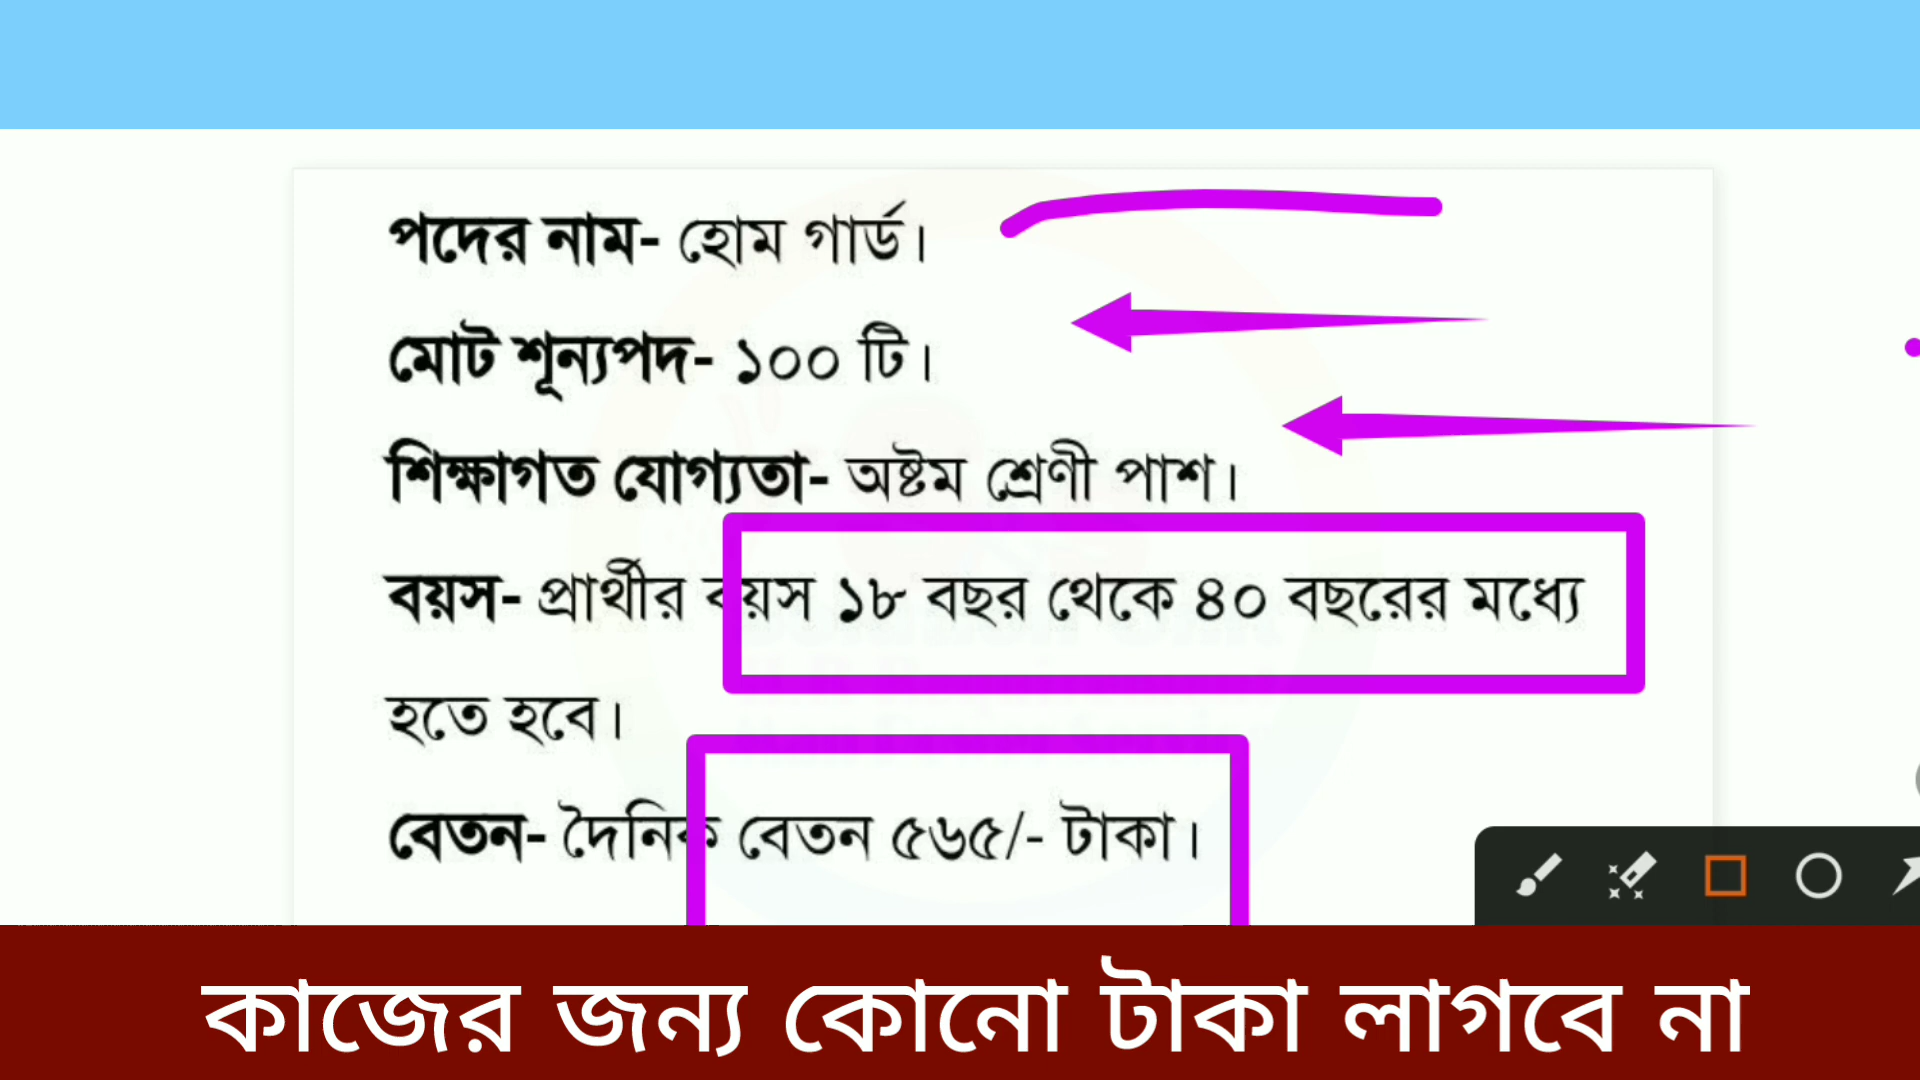 পদের নাম- হোম গার্ড।
মোট শূন্যপদ- ১০০ টি।
শিক্ষাগত যোগ্যতা- অষ্টম শ্রেণী পাশ।
বয়স- প্রার্থীর বয়স ১৮ বছর থেকে ৪০ বছরের মধ্যে
হতে হবে।
বেতন- দৈনিক বেতন ৫৬৫/- টাকা।
কাজের জন্য কোনো টাকা লাগবে না